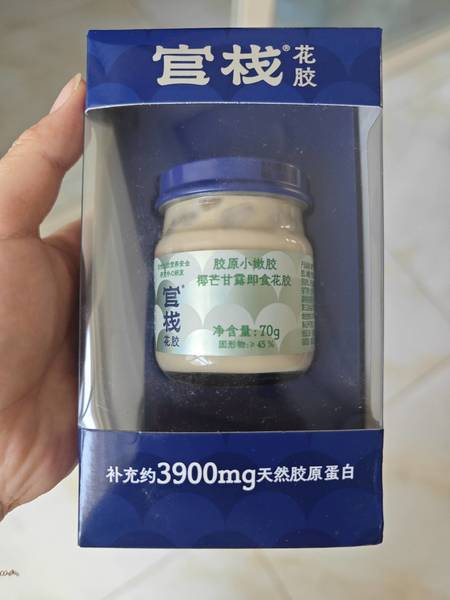 官栈®花胶
胶原小嫩胶
椰芒甘露即食花胶
官栈®
花胶
净含量:70g
固形物:≥45%
补充约3900mg天然胶原蛋白